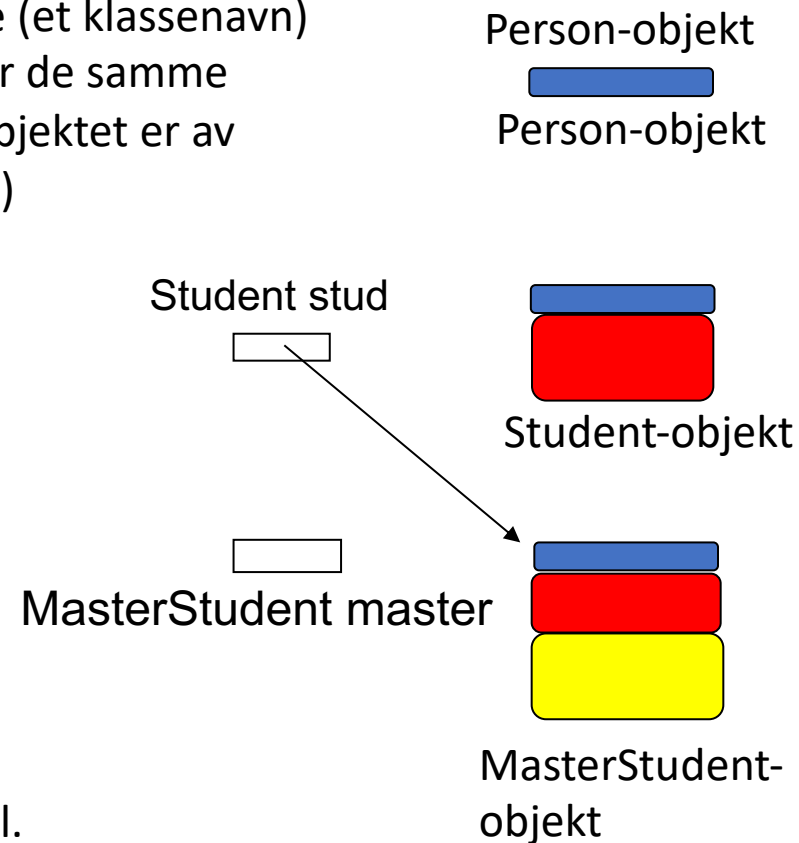 e (et klassenavn)
r de samme
bjektet er av
)
Person-objekt
Person-objekt
Student stud
Student-objekt
MasterStudent master
MasterStudent-
objekt
l.